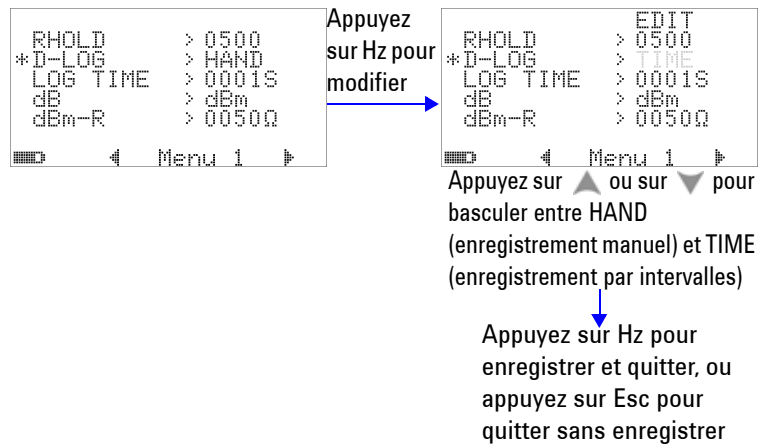 RHOLD > 0500
*D-LOG > HAND
LOG TIME > 0001S
dB > dBm
dBm-R > 0050Ω
Menu 1
Appuyez
sur Hz pour
modifier
EDIT
RHOLD > 0500
*D-LOG > TIME
LOG TIME > 0001S
dB > dBm
dBm-R > 0050Ω
Menu 1
Appuyez sur ou sur pour
basculer entre HAND
(enregistrement manuel) et TIME
(enregistrement par intervalles)
Appuyez sur Hz pour
enregistrer et quitter, ou
appuyez sur Esc pour
quitter sans enregistrer